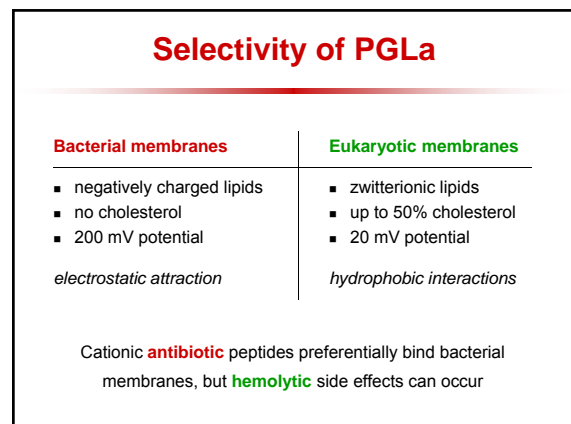 Selectivity of PGLa
Bacterial membranes
▪ negatively charged lipids
▪ no cholesterol
▪ 200 mV potential
electrostatic attraction
Eukaryotic membranes
▪ zwitterionic lipids
▪ up to 50% cholesterol
▪ 20 mV potential
hydrophobic interactions
Cationic antibiotic peptides preferentially bind bacterial
membranes, but hemolytic side effects can occur